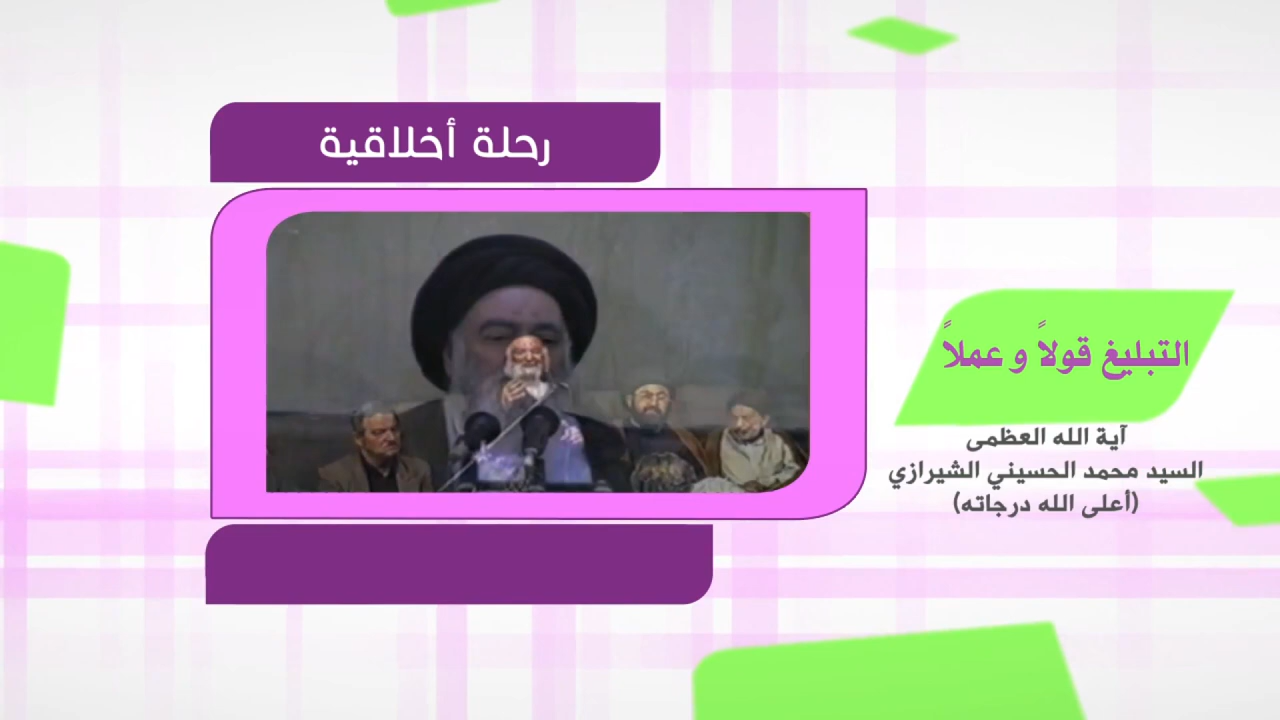 رحلة أخلاقية
التبليغ قولاً و عملاً
آية الله العظمى
السيد محمد الحسيني الشيرازي
(أعلى الله درجاته)